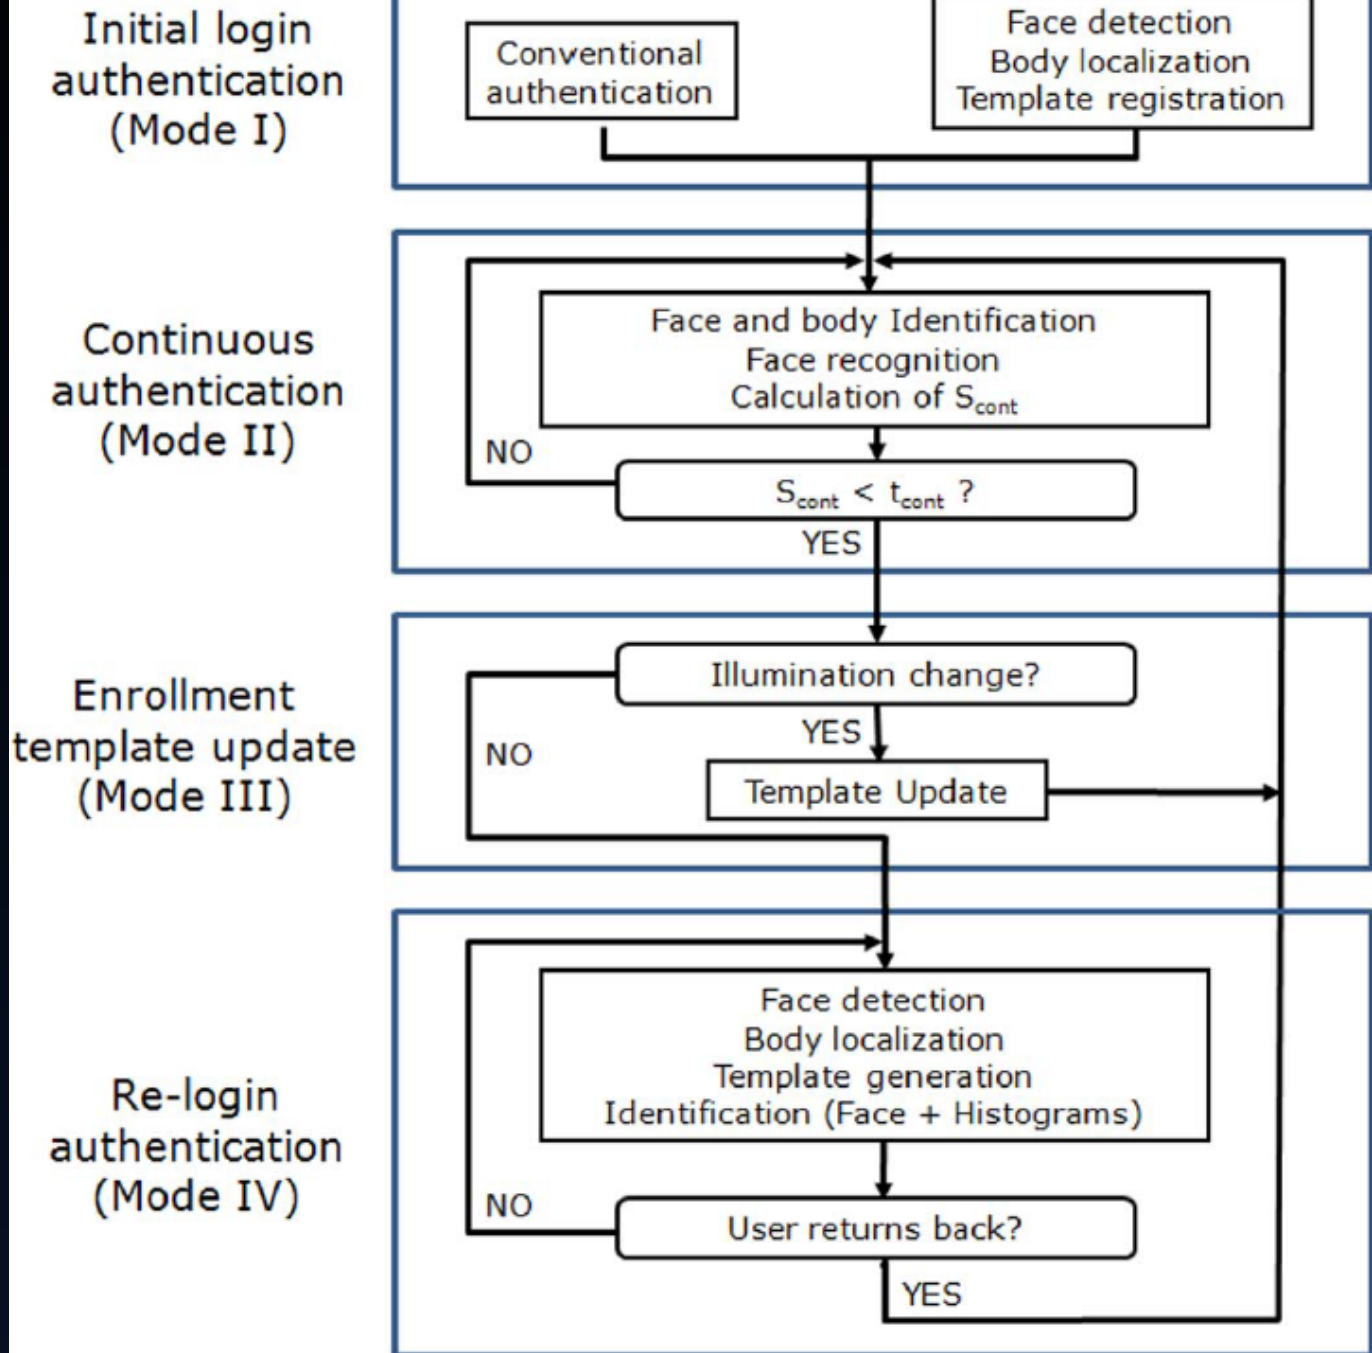 Initial login
authentication
(Mode I)
Conventional
authentication
Face detection
Body localization
Template registration
Continuous
authentication
(Mode II)
Face and body Identification
Face recognition
Calculation of Scont
NO
Scont < tcont ?
YES
Enrollment
template update
(Mode III)
Illumination change?
YES
NO
Template Update
Re-login
authentication
(Mode IV)
Face detection
Body localization
Template generation
Identification (Face + Histograms)
NO
User returns back?
YES